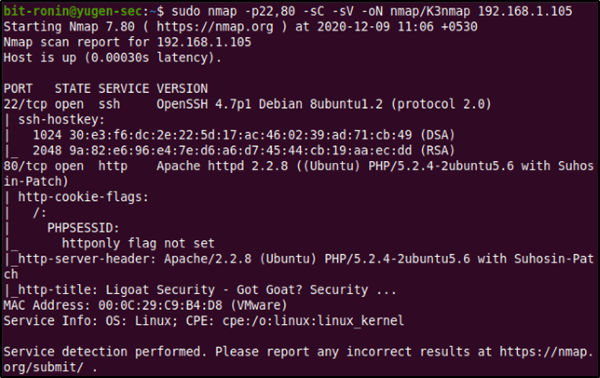 bit-ronin@yugen-sec:~$ sudo nmap -p22,80 -sC -sV -oN nmap/K3nmap 192.168.1.105
Starting Nmap 7.80 ( https://nmap.org ) at 2020-12-09 11:06 +0530
Nmap scan report for 192.168.1.105
Host is up (0.00030s latency).

PORT   STATE SERVICE VERSION
22/tcp open  ssh     OpenSSH 4.7p1 Debian 8ubuntu1.2 (protocol 2.0)
| ssh-hostkey:
|   1024 30:e3:f6:dc:2e:22:5d:17:ac:46:02:39:ad:71:cb:49 (DSA)
|_  2048 9a:82:e6:96:e4:7e:d6:a6:d7:45:44:cb:19:aa:ec:dd (RSA)
80/tcp open  http    Apache httpd 2.2.8 ((Ubuntu) PHP/5.2.4-2ubuntu5.6 with Suhos
in-Patch)
| http-cookie-flags:
|   /:
|     PHPSESSID:
|_      httponly flag not set
|_http-server-header: Apache/2.2.8 (Ubuntu) PHP/5.2.4-2ubuntu5.6 with Suhosin-Pat
ch
|_http-title: Ligoat Security - Got Goat? Security ...
MAC Address: 00:0C:29:C9:B4:D8 (VMware)
Service Info: OS: Linux; CPE: cpe:/o:linux:linux_kernel

Service detection performed. Please report any incorrect results at https://nmap.
org/submit/ .